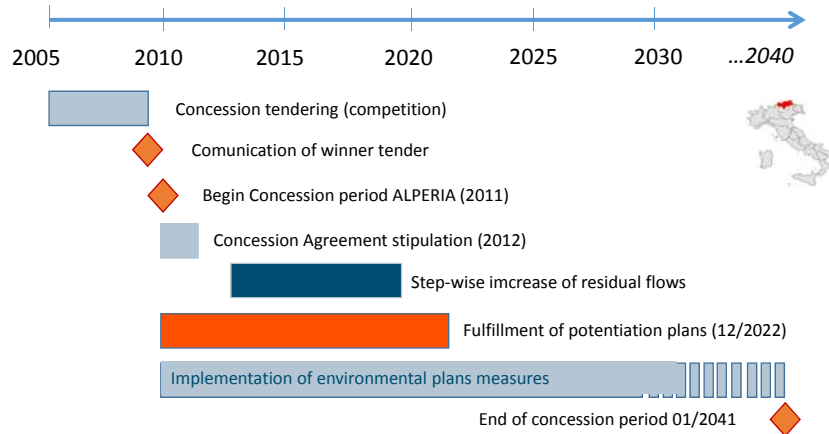 2005 2010 2015 2020 2025 2030 ...2040
Concession tendering (competition)
Comunication of winner tender
Begin Concession period ALPERIA (2011)
Concession Agreement stipulation (2012)
Step-wise imcrease of residual flows
Fulfillment of potentiation plans (12/2022)
Implementation of environmental plans measures
End of concession period 01/2041